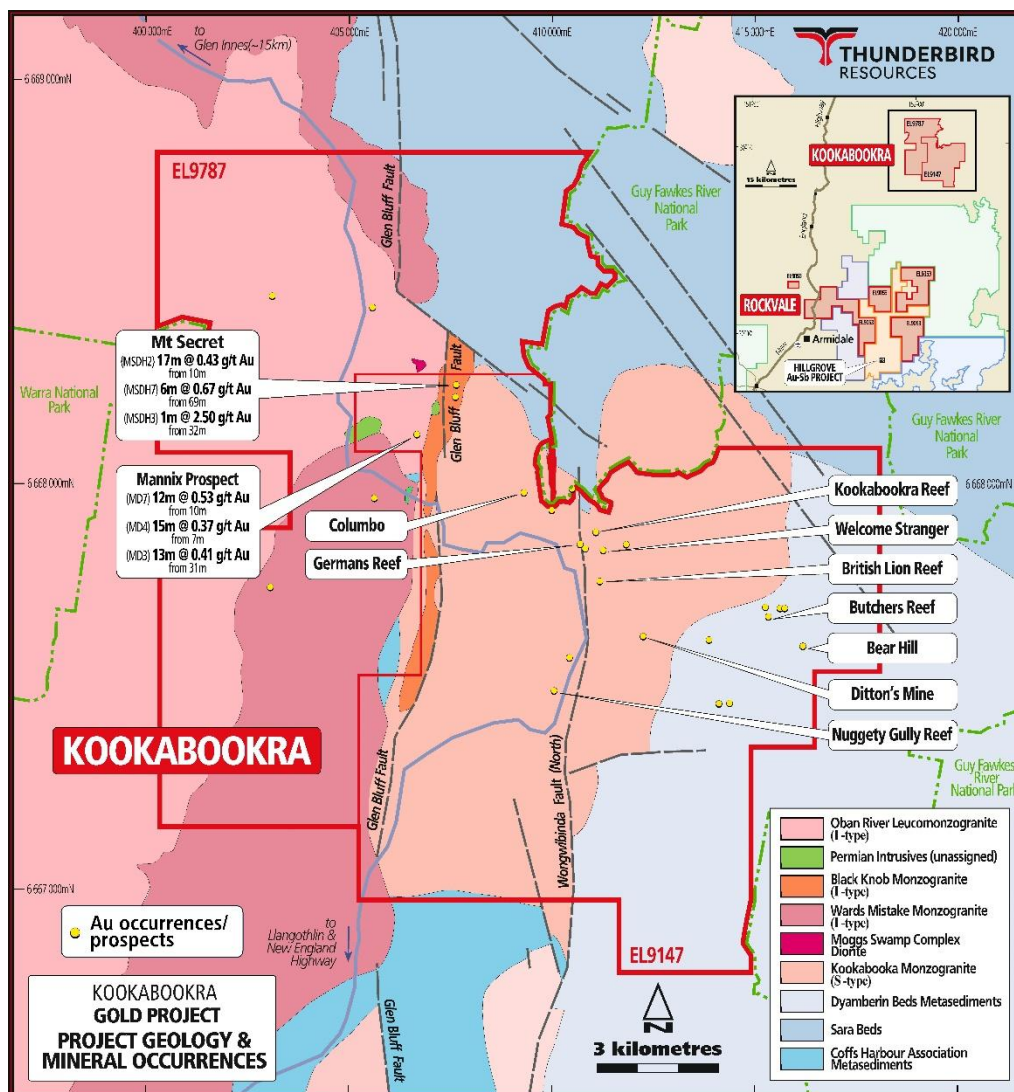 400 000mE
405 000mE
410 000mE
415 000mE
420 000mE
to
Glen Innes(~15km)
THUNDERBIRD
RESOURCES
6 669 000mN
EL9787
Glen Bluff Fault
Guy Fawkes River
National
Park
KOOKABOOKRA
EL9787
EL9147
Highway
England
New
N
15 kilometres
ROCKVALE
Armidale
HILLGROVE
Au-Sb PROJECT
Mt Secret
(MSDH2) 17m @ 0.43 g/t Au
from 10m
(MSDH7) 6m @ 0.67 g/t Au
from 69m
(MSDH3) 1m @ 2.50 g/t Au
from 32m
Warra National
Park
Glen Bluff Fault
Guy Fawkes
River
National
Park
Mannix Prospect
(MD7) 12m @ 0.53 g/t Au
from 10m
(MD4) 15m @ 0.37 g/t Au
from 7m
(MD3) 13m @ 0.41 g/t Au
from 31m
6 668 000mN
Columbo
Germans Reef
Kookabookra Reef
Welcome Stranger
British Lion Reef
Butchers Reef
Bear Hill
Ditton's Mine
Nuggety Gully Reef
KOOKABOOKRA
Glen Bluff Fault
Wongwibinda Fault (North)
Guy Fawkes
River
National Park
6 667 000mN
Au occurrences/
prospects
to
Llangothlin &
New England
Highway
EL9147
Glen Bluff Fault
KOOKABOOKRA
GOLD PROJECT
PROJECT GEOLOGY &
MINERAL OCCURRENCES
N
3 kilometres
Oban River Leucomonzogranite
(I -type)
Permian Intrusives (unassigned)
Black Knob Monzogranite
(I -type)
Wards Mistake Monzogranite
(I -type)
Moggs Swamp Complex
Diorite
Kookabooka Monzogranite
(S -type)
Dyamberin Beds Metasediments
Sara Beds
Coffs Harbour Association
Metasediments